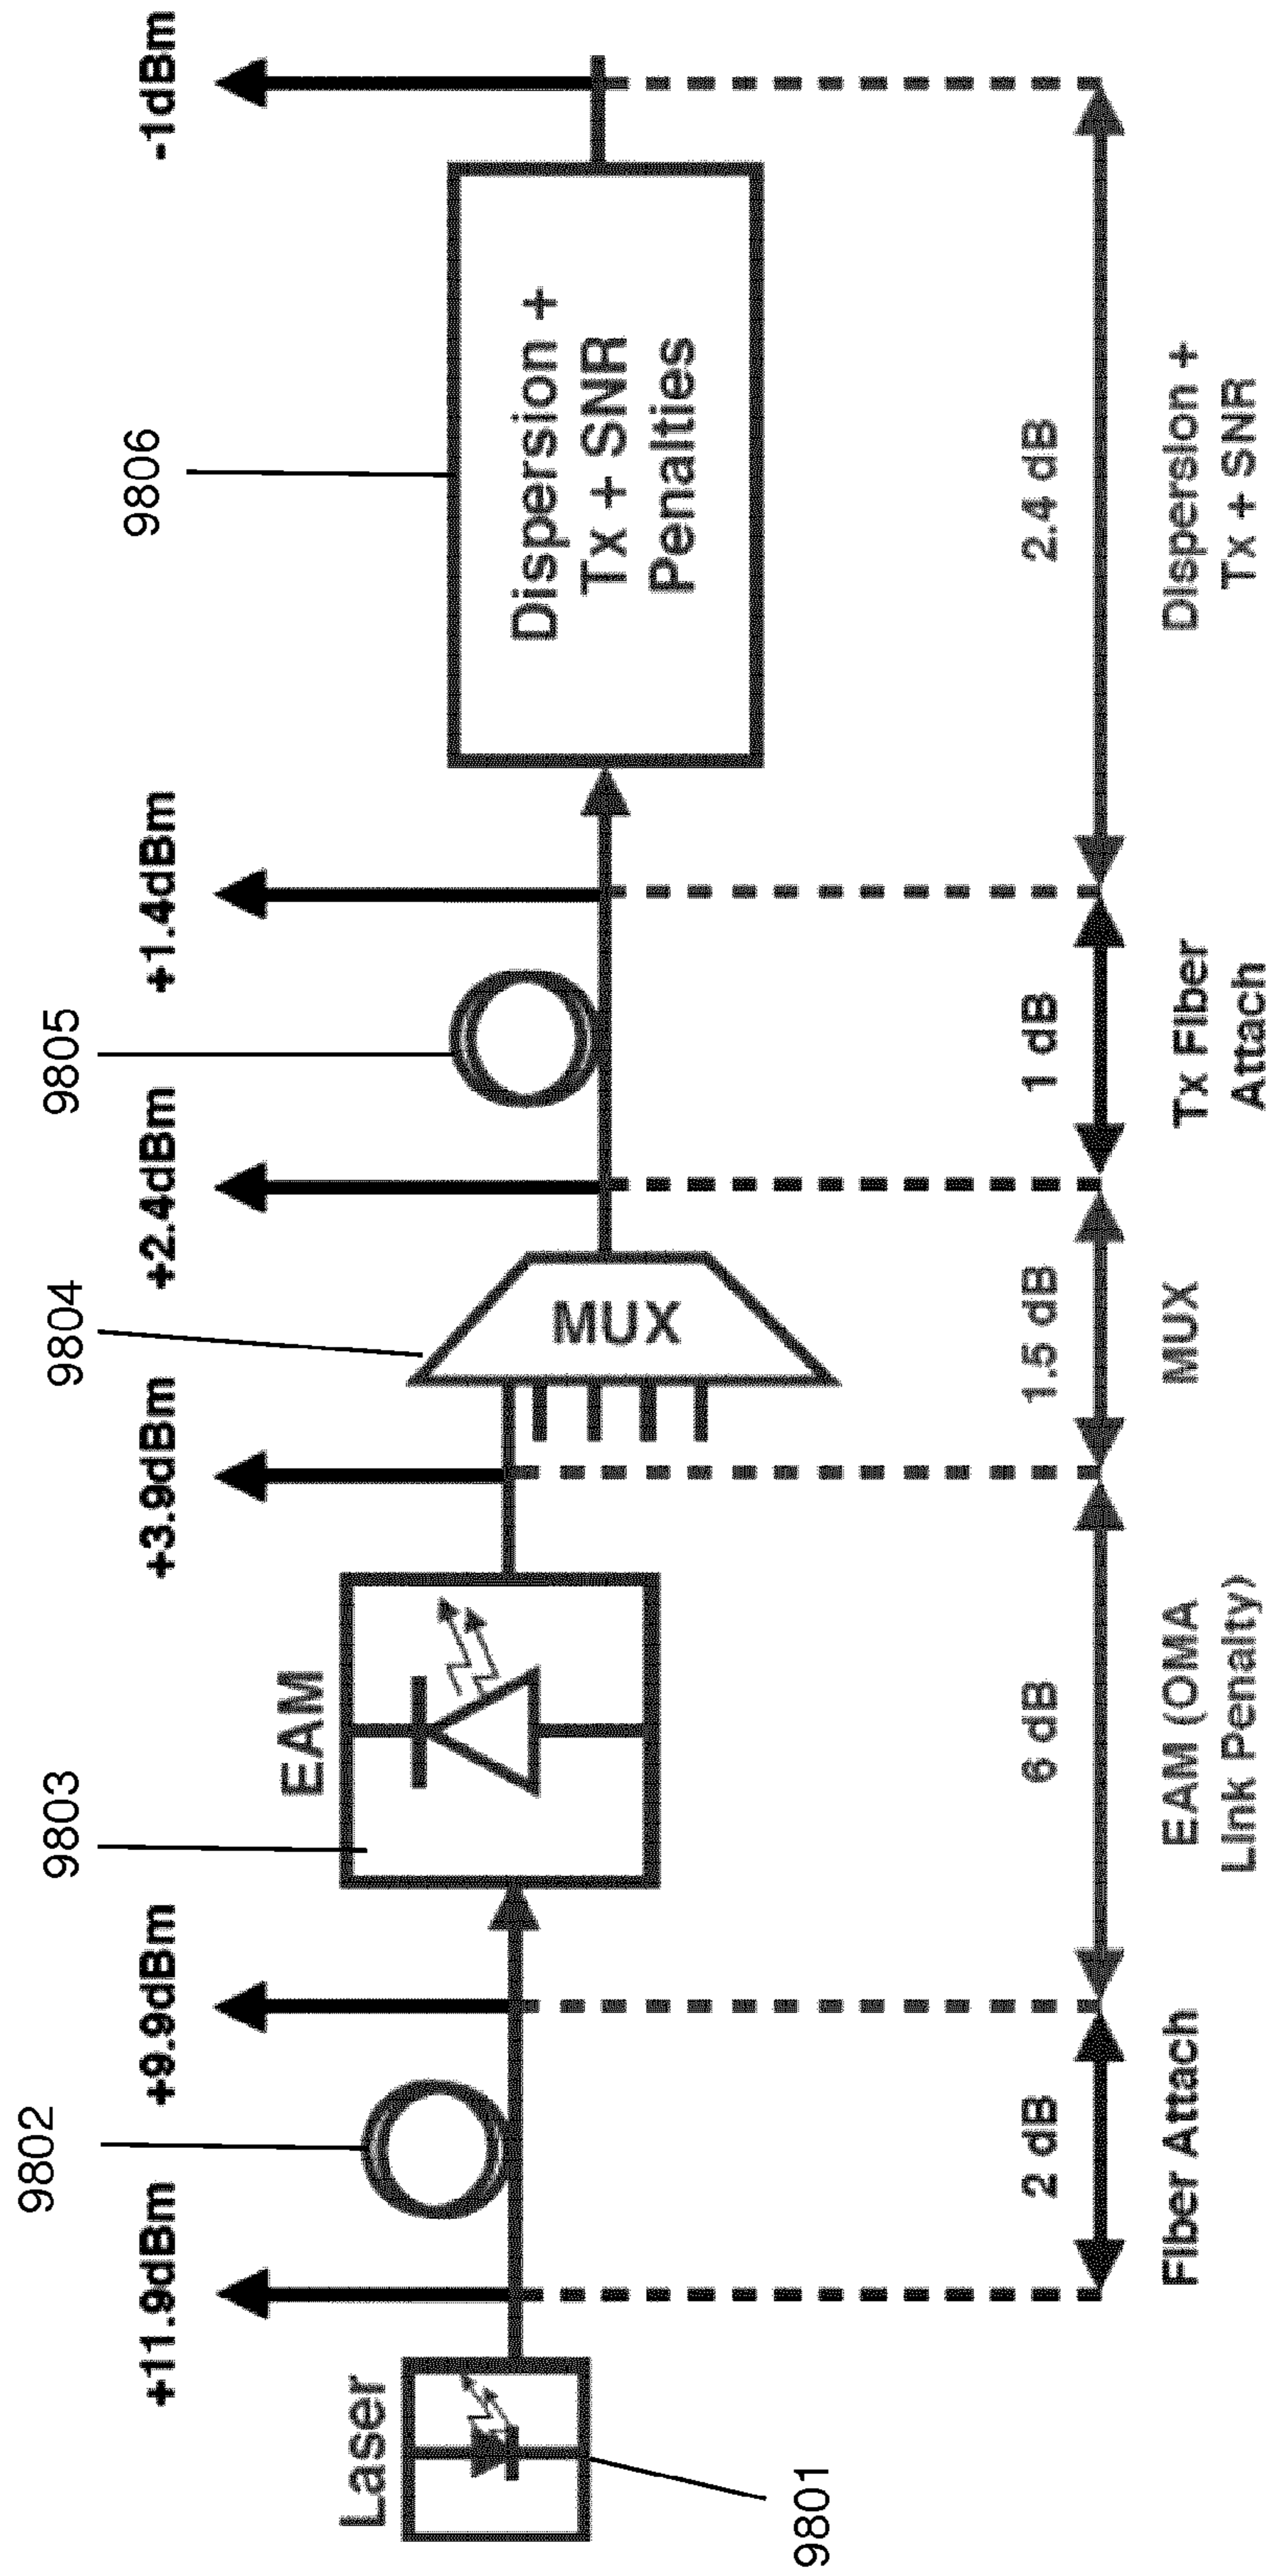 9802
9803
9804
9805
9806
+11.9dBm
+9.9dBm
+3.9dBm
+2.4dBm
+1.4dBm
-1dBm
Laser
EAM
MUX
Dispersion +
Tx + SNR
Penalties
9801
2 dB
6 dB
1.5 dB
1 dB
2.4 dB
Fiber Attach
EAM (OMA
Link Penalty)
MUX
Tx Fiber
Attach
Dispersion +
Tx + SNR